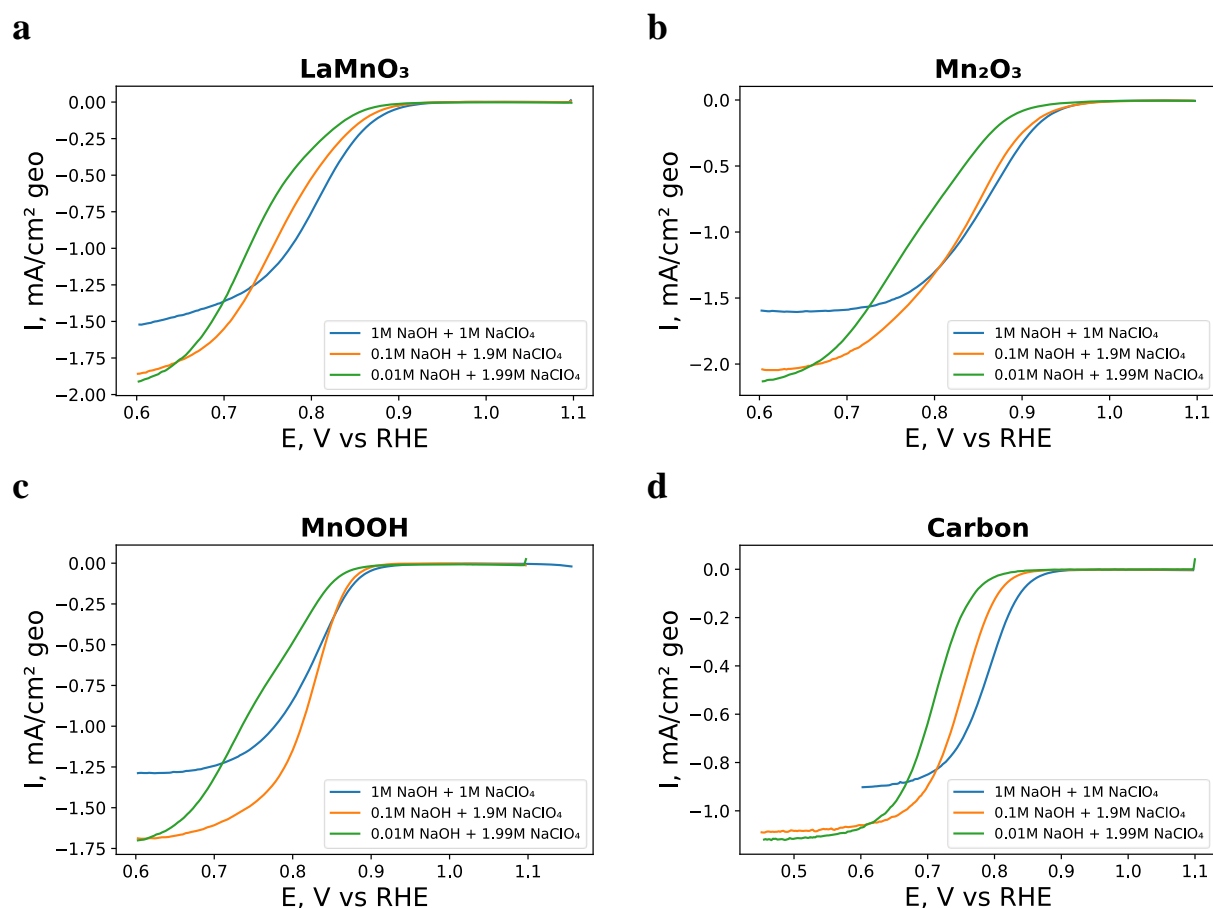 a
LaMnO₃
0.00
−0.25
−0.50
−0.75
−1.00
−1.25
−1.50
−1.75
−2.00
I, mA/cm² geo
1M NaOH + 1M NaClO₄
0.1M NaOH + 1.9M NaClO₄
0.01M NaOH + 1.99M NaClO₄
0.6 0.7 0.8 0.9 1.0 1.1
E, V vs RHE
b
Mn₂O₃
0.0
−0.5
−1.0
−1.5
−2.0
I, mA/cm² geo
1M NaOH + 1M NaClO₄
0.1M NaOH + 1.9M NaClO₄
0.01M NaOH + 1.99M NaClO₄
0.6 0.7 0.8 0.9 1.0 1.1
E, V vs RHE
c
MnOOH
0.00
−0.25
−0.50
−0.75
−1.00
−1.25
−1.50
−1.75
I, mA/cm² geo
1M NaOH + 1M NaClO₄
0.1M NaOH + 1.9M NaClO₄
0.01M NaOH + 1.99M NaClO₄
0.6 0.7 0.8 0.9 1.0 1.1
E, V vs RHE
d
Carbon
0.0
−0.2
−0.4
−0.6
−0.8
−1.0
I, mA/cm² geo
1M NaOH + 1M NaClO₄
0.1M NaOH + 1.9M NaClO₄
0.01M NaOH + 1.99M NaClO₄
0.5 0.6 0.7 0.8 0.9 1.0 1.1
E, V vs RHE